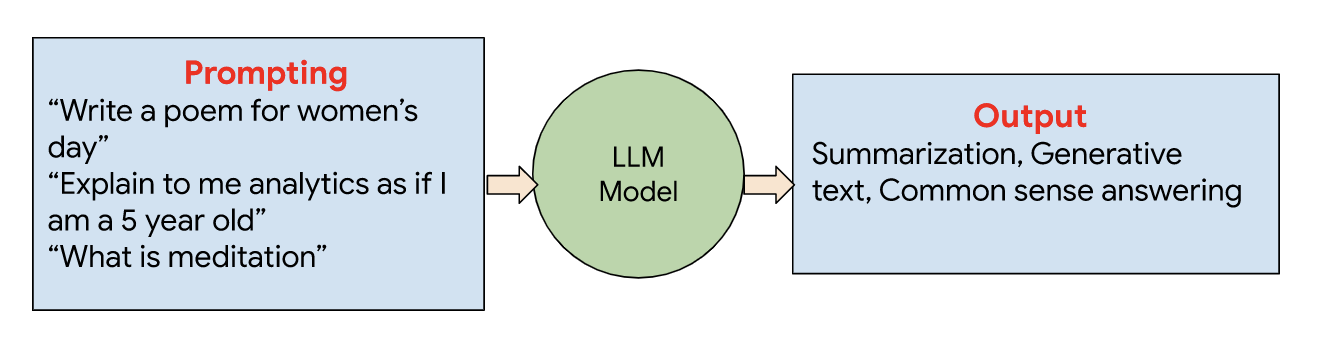 Prompting
“Write a poem for women’s
day”
“Explain to me analytics as if I
am a 5 year old”
“What is meditation”
LLM
Model
Output
Summarization, Generative
text, Common sense answering